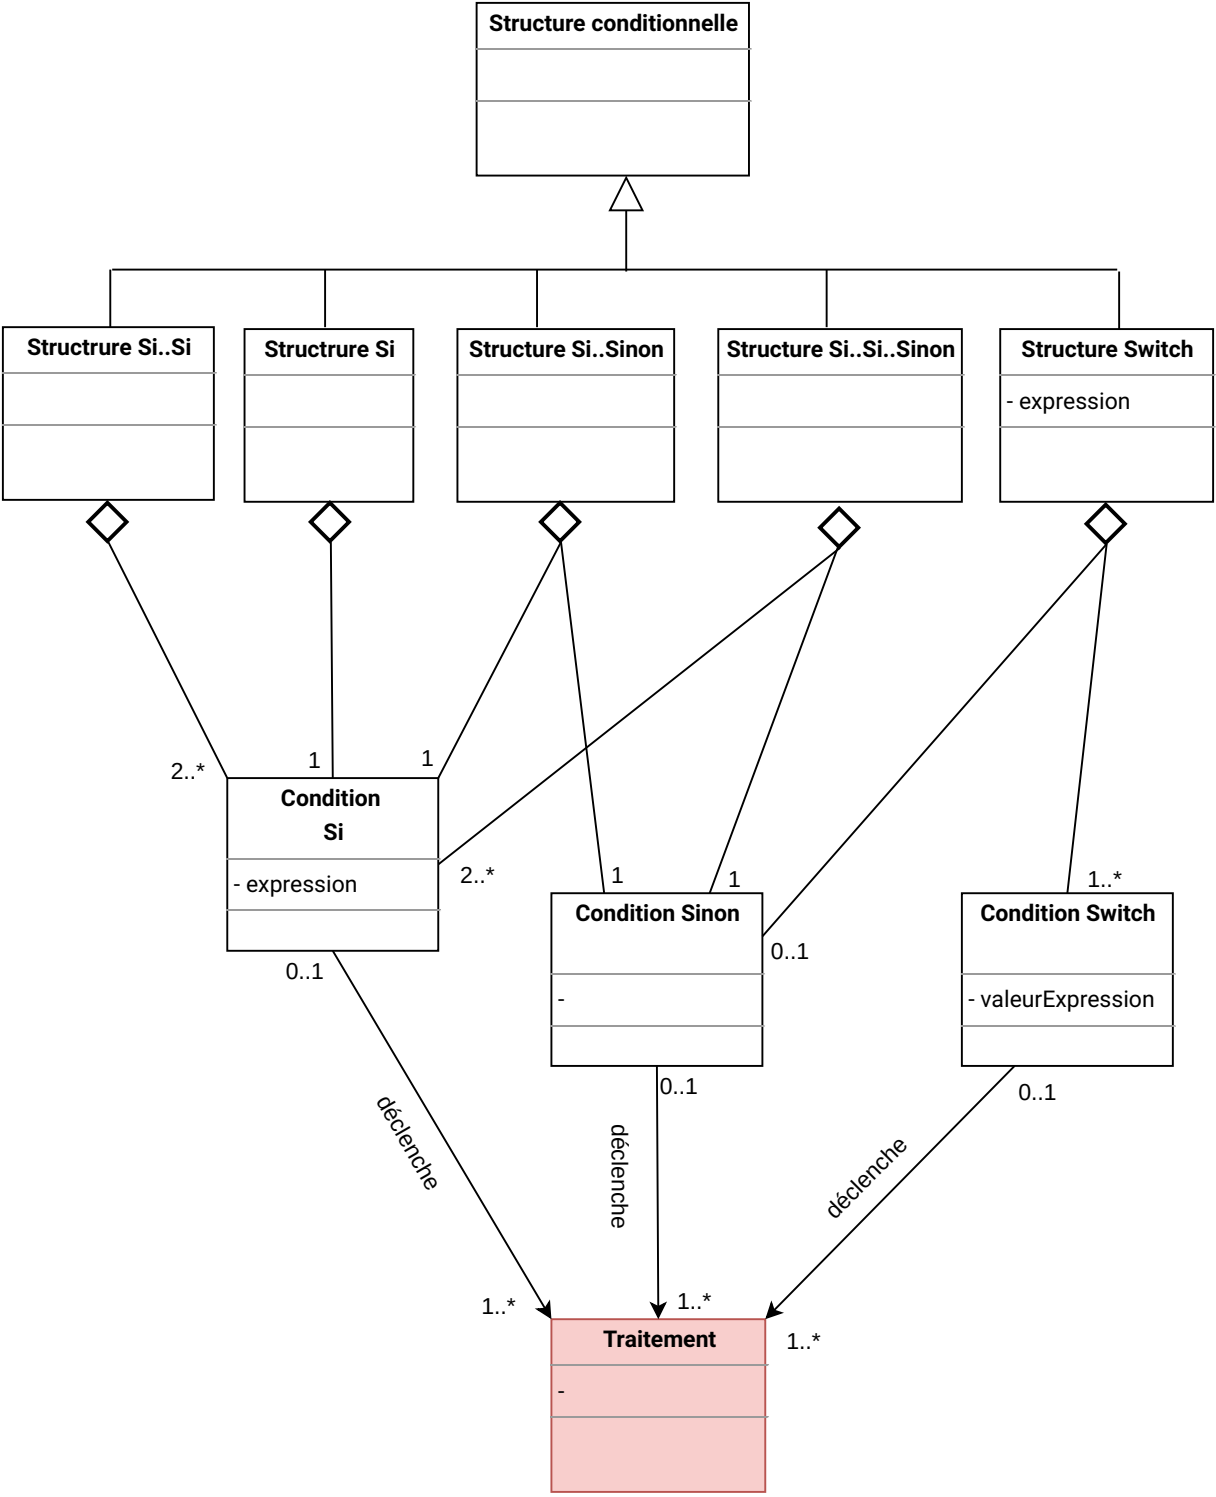 Structure conditionnelle
Structrure Si..Si
Structrure Si
Structure Si..Sinon
Structure Si..Si..Sinon
Structure Switch
- expression
2..*
1
1
Condition
Si
- expression
2..*
1
1
1..*
Condition Sinon
-
0..1
Condition Switch
- valeurExpression
0..1
0..1
0..1
déclenche
déclenche
déclenche
1..*
1..*
1..*
Traitement
-